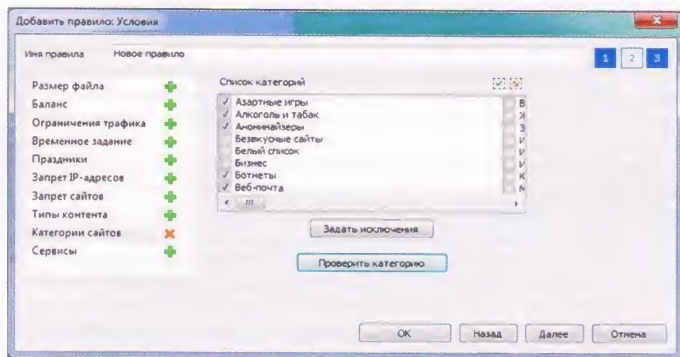 Добавить правило: Условия
Имя правила Новое правило
1 2 3
Размер файла
Баланс
Ограничения трафика
Временное задание
Праздники
Запрет IP-адресов
Запрет сайтов
Типы контента
Категории сайтов
Сервисы
Список категорий
Азартные игры
Алкоголь и табак
Анонимайзеры
Безвкусные сайты
Белый список
Бизнес
Ботнеты
Веб-почта
В
Ж
З
И
И
И
К
М
Задать исключения
Проверить категорию
OK Назад Далее Отмена